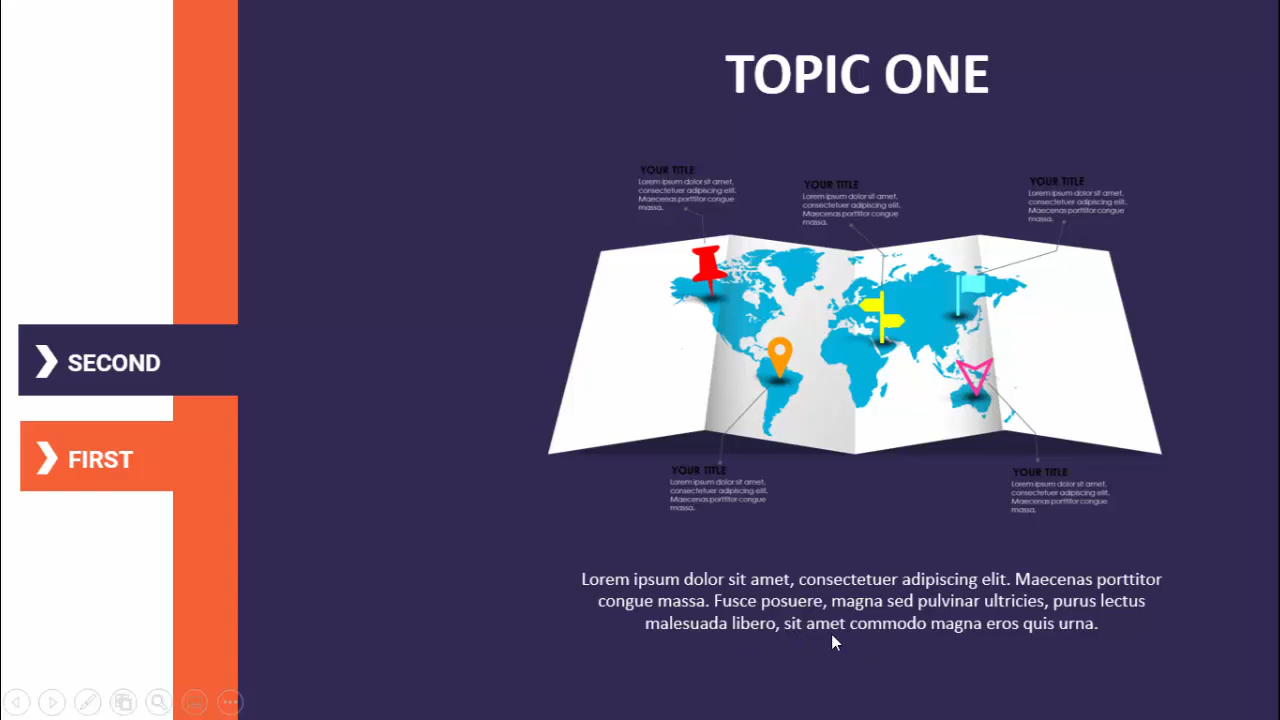 TOPIC ONE
YOUR TITLE
Lorem ipsum dolor sit amet,
consectetuer adipiscing elit.
Maecenas porttitor congue
massa.
YOUR TITLE
Lorem ipsum dolor sit amet,
consectetuer adipiscing elit.
Maecenas porttitor congue
massa.
YOUR TITLE
Lorem ipsum dolor sit amet,
consectetuer adipiscing elit.
Maecenas porttitor congue
massa.
SECOND
FIRST
YOUR TITLE
Lorem ipsum dolor sit amet,
consectetuer adipiscing elit.
Maecenas porttitor congue
massa.
YOUR TITLE
Lorem ipsum dolor sit amet,
consectetuer adipiscing elit.
Maecenas porttitor congue
massa.
Lorem ipsum dolor sit amet, consectetuer adipiscing elit. Maecenas porttitor
congue massa. Fusce posuere, magna sed pulvinar ultricies, purus lectus
malesuada libero, sit amet commodo magna eros quis urna.